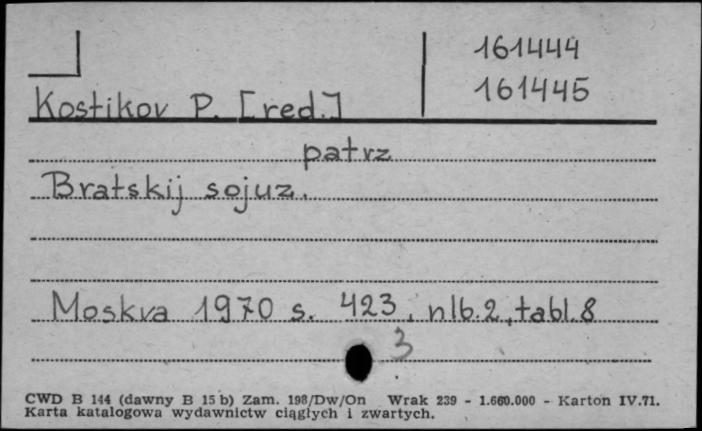 161444
161445
Kostikov P. [red.]
patrz
Bratskij sojuz.
Moskva 1970 s. 423, nlb.2, tabl.8
3
CWD B 144 (dawny B 15 b) Zam. 198/Dw/On Wrak 239 - 1.660.000 - Karton IV.71.
Karta katalogowa wydawnictw ciągłych i zwartych.